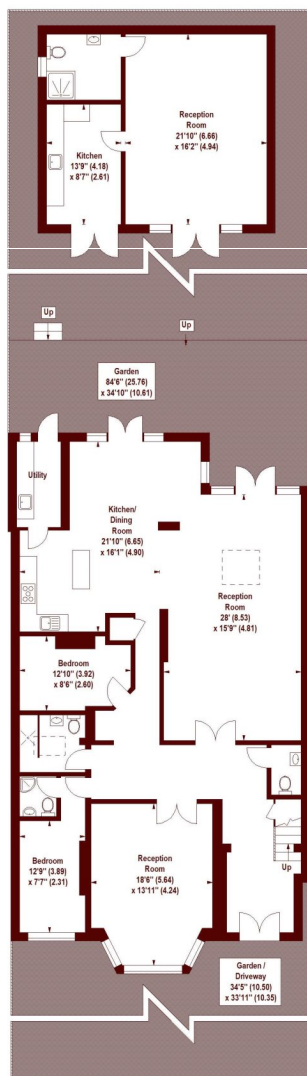 Reception
Room
21'10" (6.66)
x 16'2" (4.94)
Kitchen
13'9" (4.18)
x 8'7" (2.61)
Up
Up
Garden
84'6" (25.76)
x 34'10" (10.61)
Utility
Kitchen/
Dining
Room
21'10" (6.65)
x 16'1" (4.90)
Reception
Room
28' (8.53)
x 15'9" (4.81)
Bedroom
12'10" (3.92)
x 8'6" (2.60)
Bedroom
12'9" (3.89)
x 7'7" (2.31)
Reception
Room
18'6" (5.64)
x 13'11" (4.24)
Up
Garden /
Driveway
34'5" (10.50)
x 33'11" (10.35)